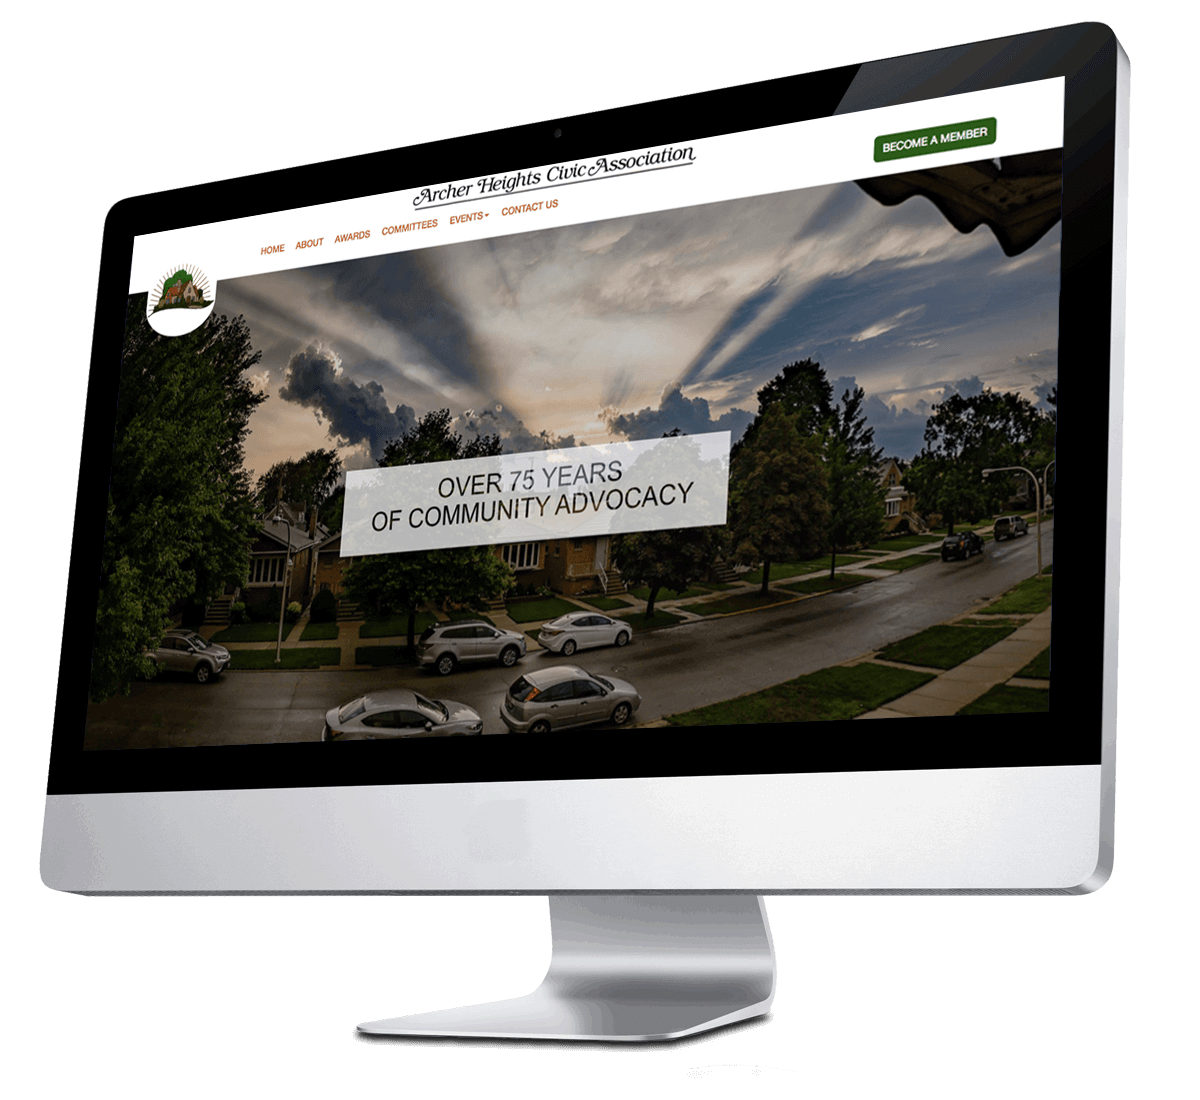 Archer Heights Civic Association
BECOME A MEMBER
HOME ABOUT AWARDS COMMITTEES EVENTS CONTACT US
OVER 75 YEARS
OF COMMUNITY ADVOCACY